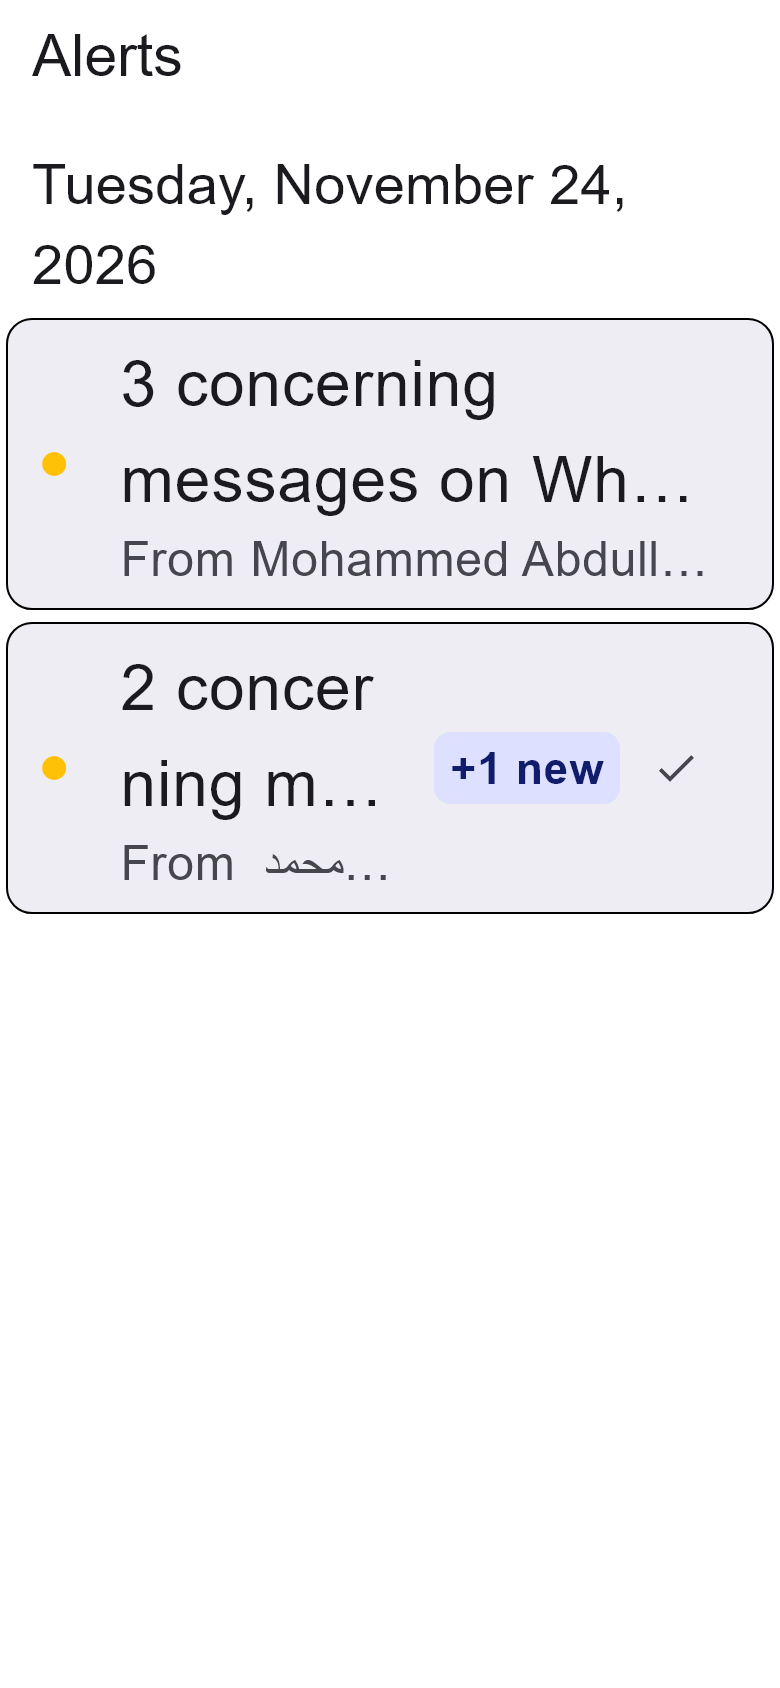 Alerts
Tuesday, November 24,
2026
3 concerning
messages on Wh…
From Mohammed Abdull…
2 concer
ning m…
+1 new
From محمد…